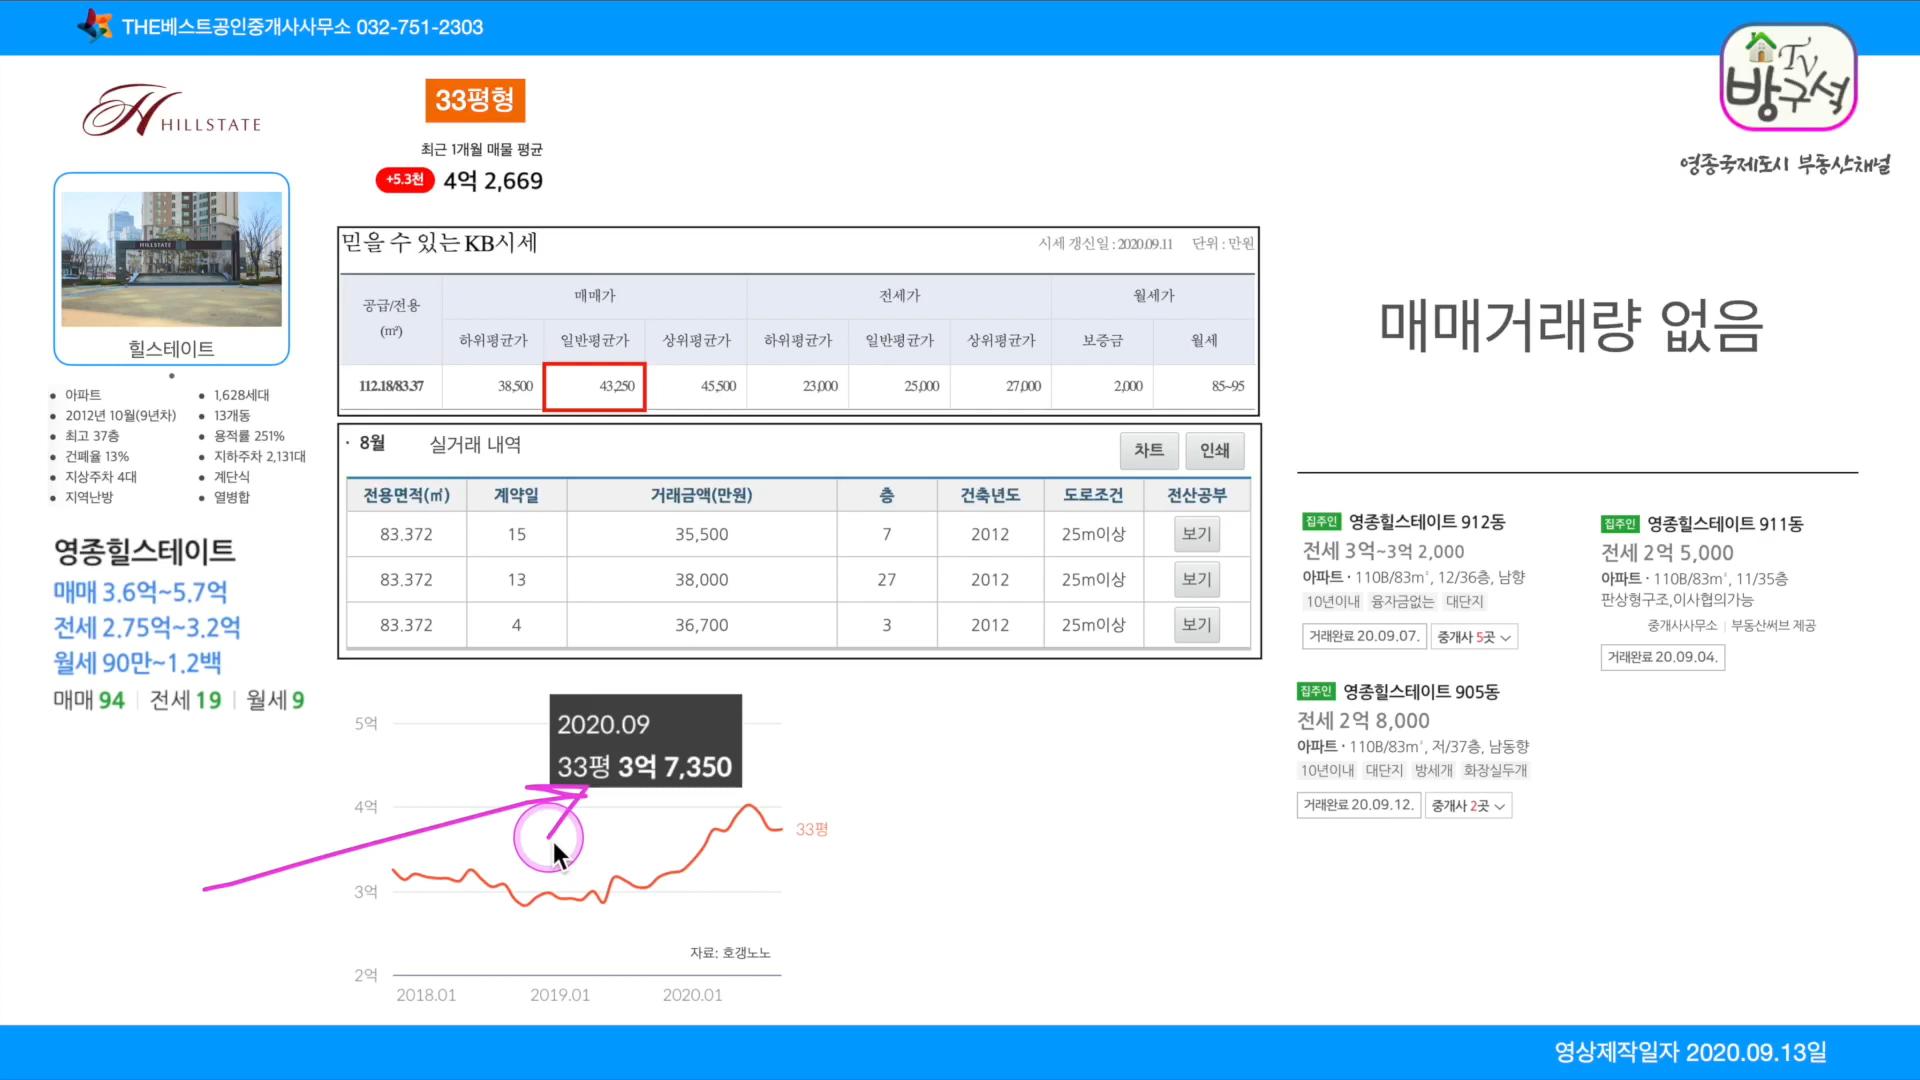 THE베스트공인중개사사무소 032-751-2303
TV
방구석
영종국제도시 부동산채널
HILLSTATE
33평형
최근 1개월 매물 평균
+5.3천 4억 2,669
HILLSTATE
힐스테이트
• 아파트
• 2012년 10월(9년차)
• 최고 37층
• 건폐율 13%
• 지상주차 4대
• 지역난방
• 1,628세대
• 13개동
• 용적률 251%
• 지하주차 2,131대
• 계단식
• 열병합
영종힐스테이트
매매 3.6억~5.7억
전세 2.75억~3.2억
월세 90만~1.2백
매매 94 | 전세 19 | 월세 9
믿을 수 있는 KB시세
시세 갱신일 : 2020.09.11 단위 : 만원
공급/전용 (㎡) 매매가 전세가 월세가
하위평균가 일반평균가 상위평균가 하위평균가 일반평균가 상위평균가 보증금 월세
112.18/83.37 38,500 43,250 45,500 23,000 25,000 27,000 2,000 85~95
· 8월 실거래 내역 차트 인쇄
전용면적(㎡) 계약일 거래금액(만원) 층 건축년도 도로조건 전산공부
83.372 15 35,500 7 2012 25m이상 보기
83.372 13 38,000 27 2012 25m이상 보기
83.372 4 36,700 3 2012 25m이상 보기
2020.09
33평 3억 7,350
5억
4억
3억
2억
33평
자료: 호갱노노
2018.01 2019.01 2020.01
매매거래량 없음
집주인 영종힐스테이트 912동
전세 3억~3억 2,000
아파트 · 110B/83㎡, 12/36층, 남향
10년이내 융자금없는 대단지
거래완료 20.09.07. 중개사 5곳
집주인 영종힐스테이트 911동
전세 2억 5,000
아파트 · 110B/83㎡, 11/35층
판상형구조,이사협의가능
중개사사무소 | 부동산써브 제공
거래완료 20.09.04.
집주인 영종힐스테이트 905동
전세 2억 8,000
아파트 · 110B/83㎡, 저/37층, 남동향
10년이내 대단지 방세개 화장실두개
거래완료 20.09.12. 중개사 2곳
영상제작일자 2020.09.13일